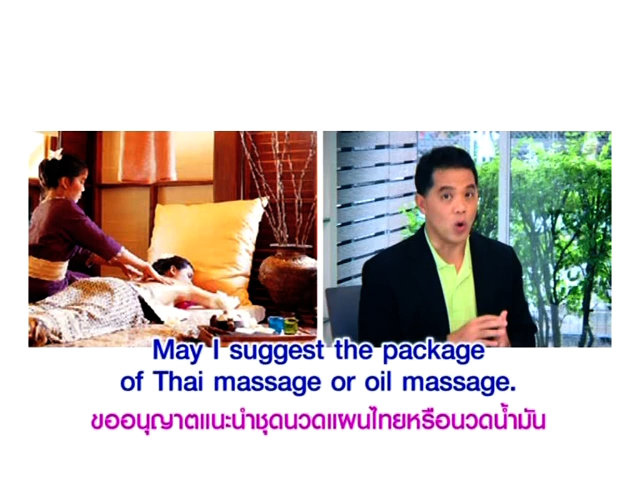 May I suggest the package
of Thai massage or oil massage.
ขออนุญาตแนะนำชุดนวดแผนไทยหรือนวดน้ำมัน